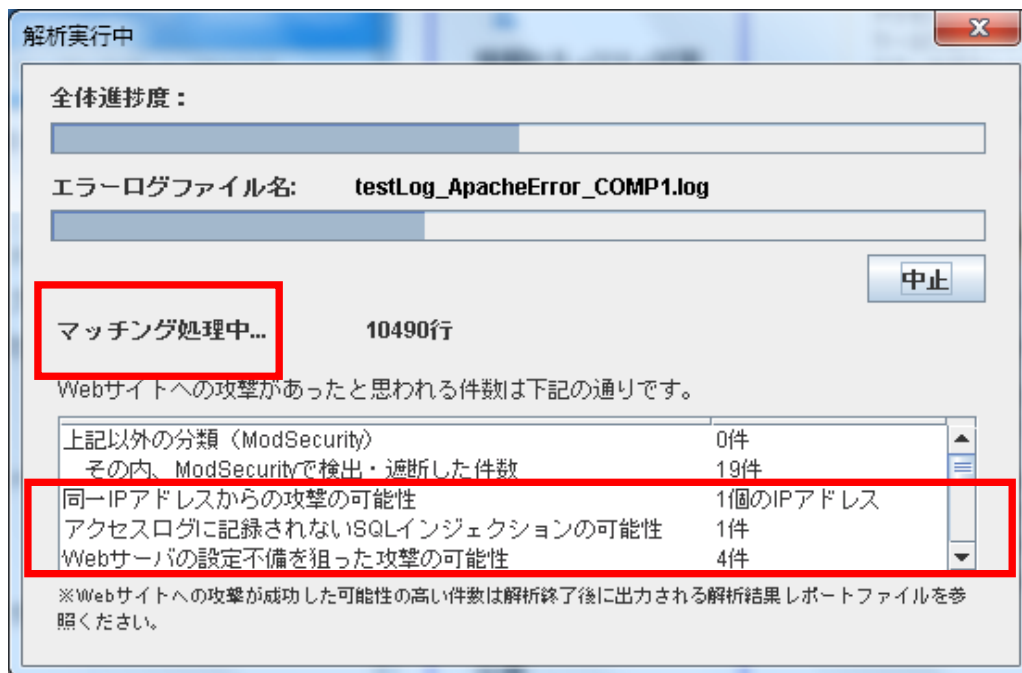 解析実行中
全体進捗度：
エラーログファイル名: testLog_ApacheError_COMP1.log
中止
マッチング処理中... 10490行
Webサイトへの攻撃があったと思われる件数は下記の通りです。
上記以外の分類（ModSecurity） 0件
その内、ModSecurityで検出・遮断した件数 19件
同一IPアドレスからの攻撃の可能性 1個のIPアドレス
アクセスログに記録されないSQLインジェクションの可能性 1件
Webサーバの設定不備を狙った攻撃の可能性 4件
※Webサイトへの攻撃が成功した可能性の高い件数は解析終了後に出力される解析結果レポートファイルを参
照ください。